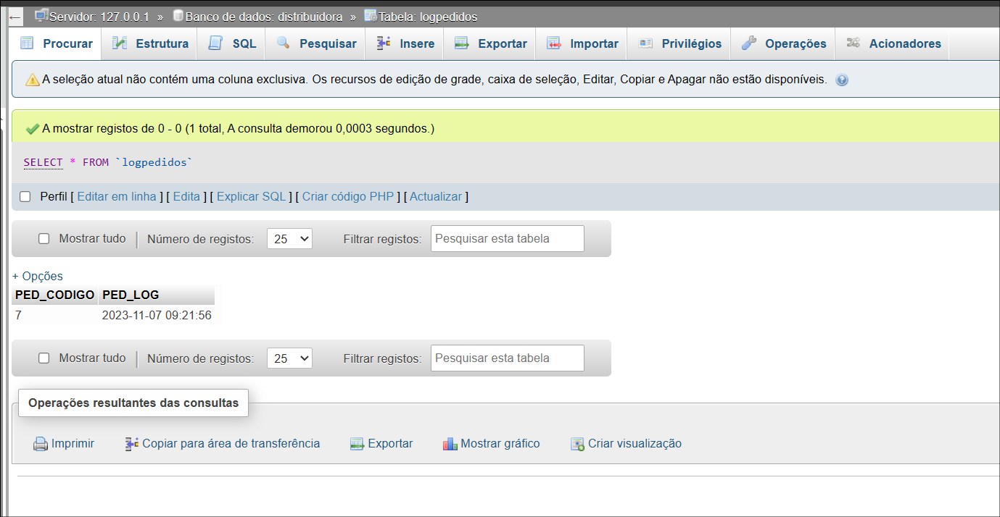 ← Servidor: 127.0.0.1 » Banco de dados: distribuidora » Tabela: logpedidos
Procurar Estrutura SQL Pesquisar Insere Exportar Importar Privilégios Operações Acionadores
A seleção atual não contém uma coluna exclusiva. Os recursos de edição de grade, caixa de seleção, Editar, Copiar e Apagar não estão disponíveis.
A mostrar registos de 0 - 0 (1 total, A consulta demorou 0,0003 segundos.)
SELECT * FROM `logpedidos`
Perfil [ Editar em linha ] [ Edita ] [ Explicar SQL ] [ Criar código PHP ] [ Actualizar ]
Mostrar tudo | Número de registos: 25 Filtrar registos: Pesquisar esta tabela
+ Opções
PED_CODIGO PED_LOG
7 2023-11-07 09:21:56
Mostrar tudo | Número de registos: 25 Filtrar registos: Pesquisar esta tabela
Operações resultantes das consultas
Imprimir Copiar para área de transferência Exportar Mostrar gráfico Criar visualização